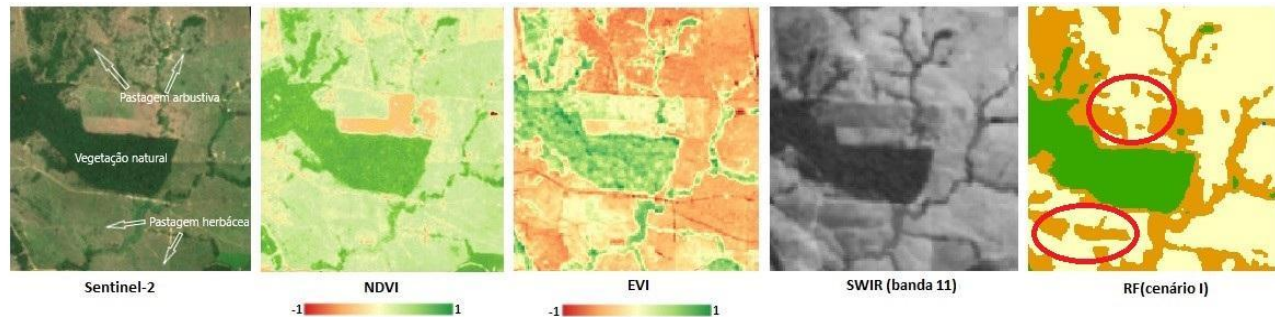 Pastagem arbustiva
Vegetação natural
Pastagem herbácea
Sentinel-2
NDVI
EVI
SWIR (banda 11)
RF(cenário I)
-1
1
-1
1